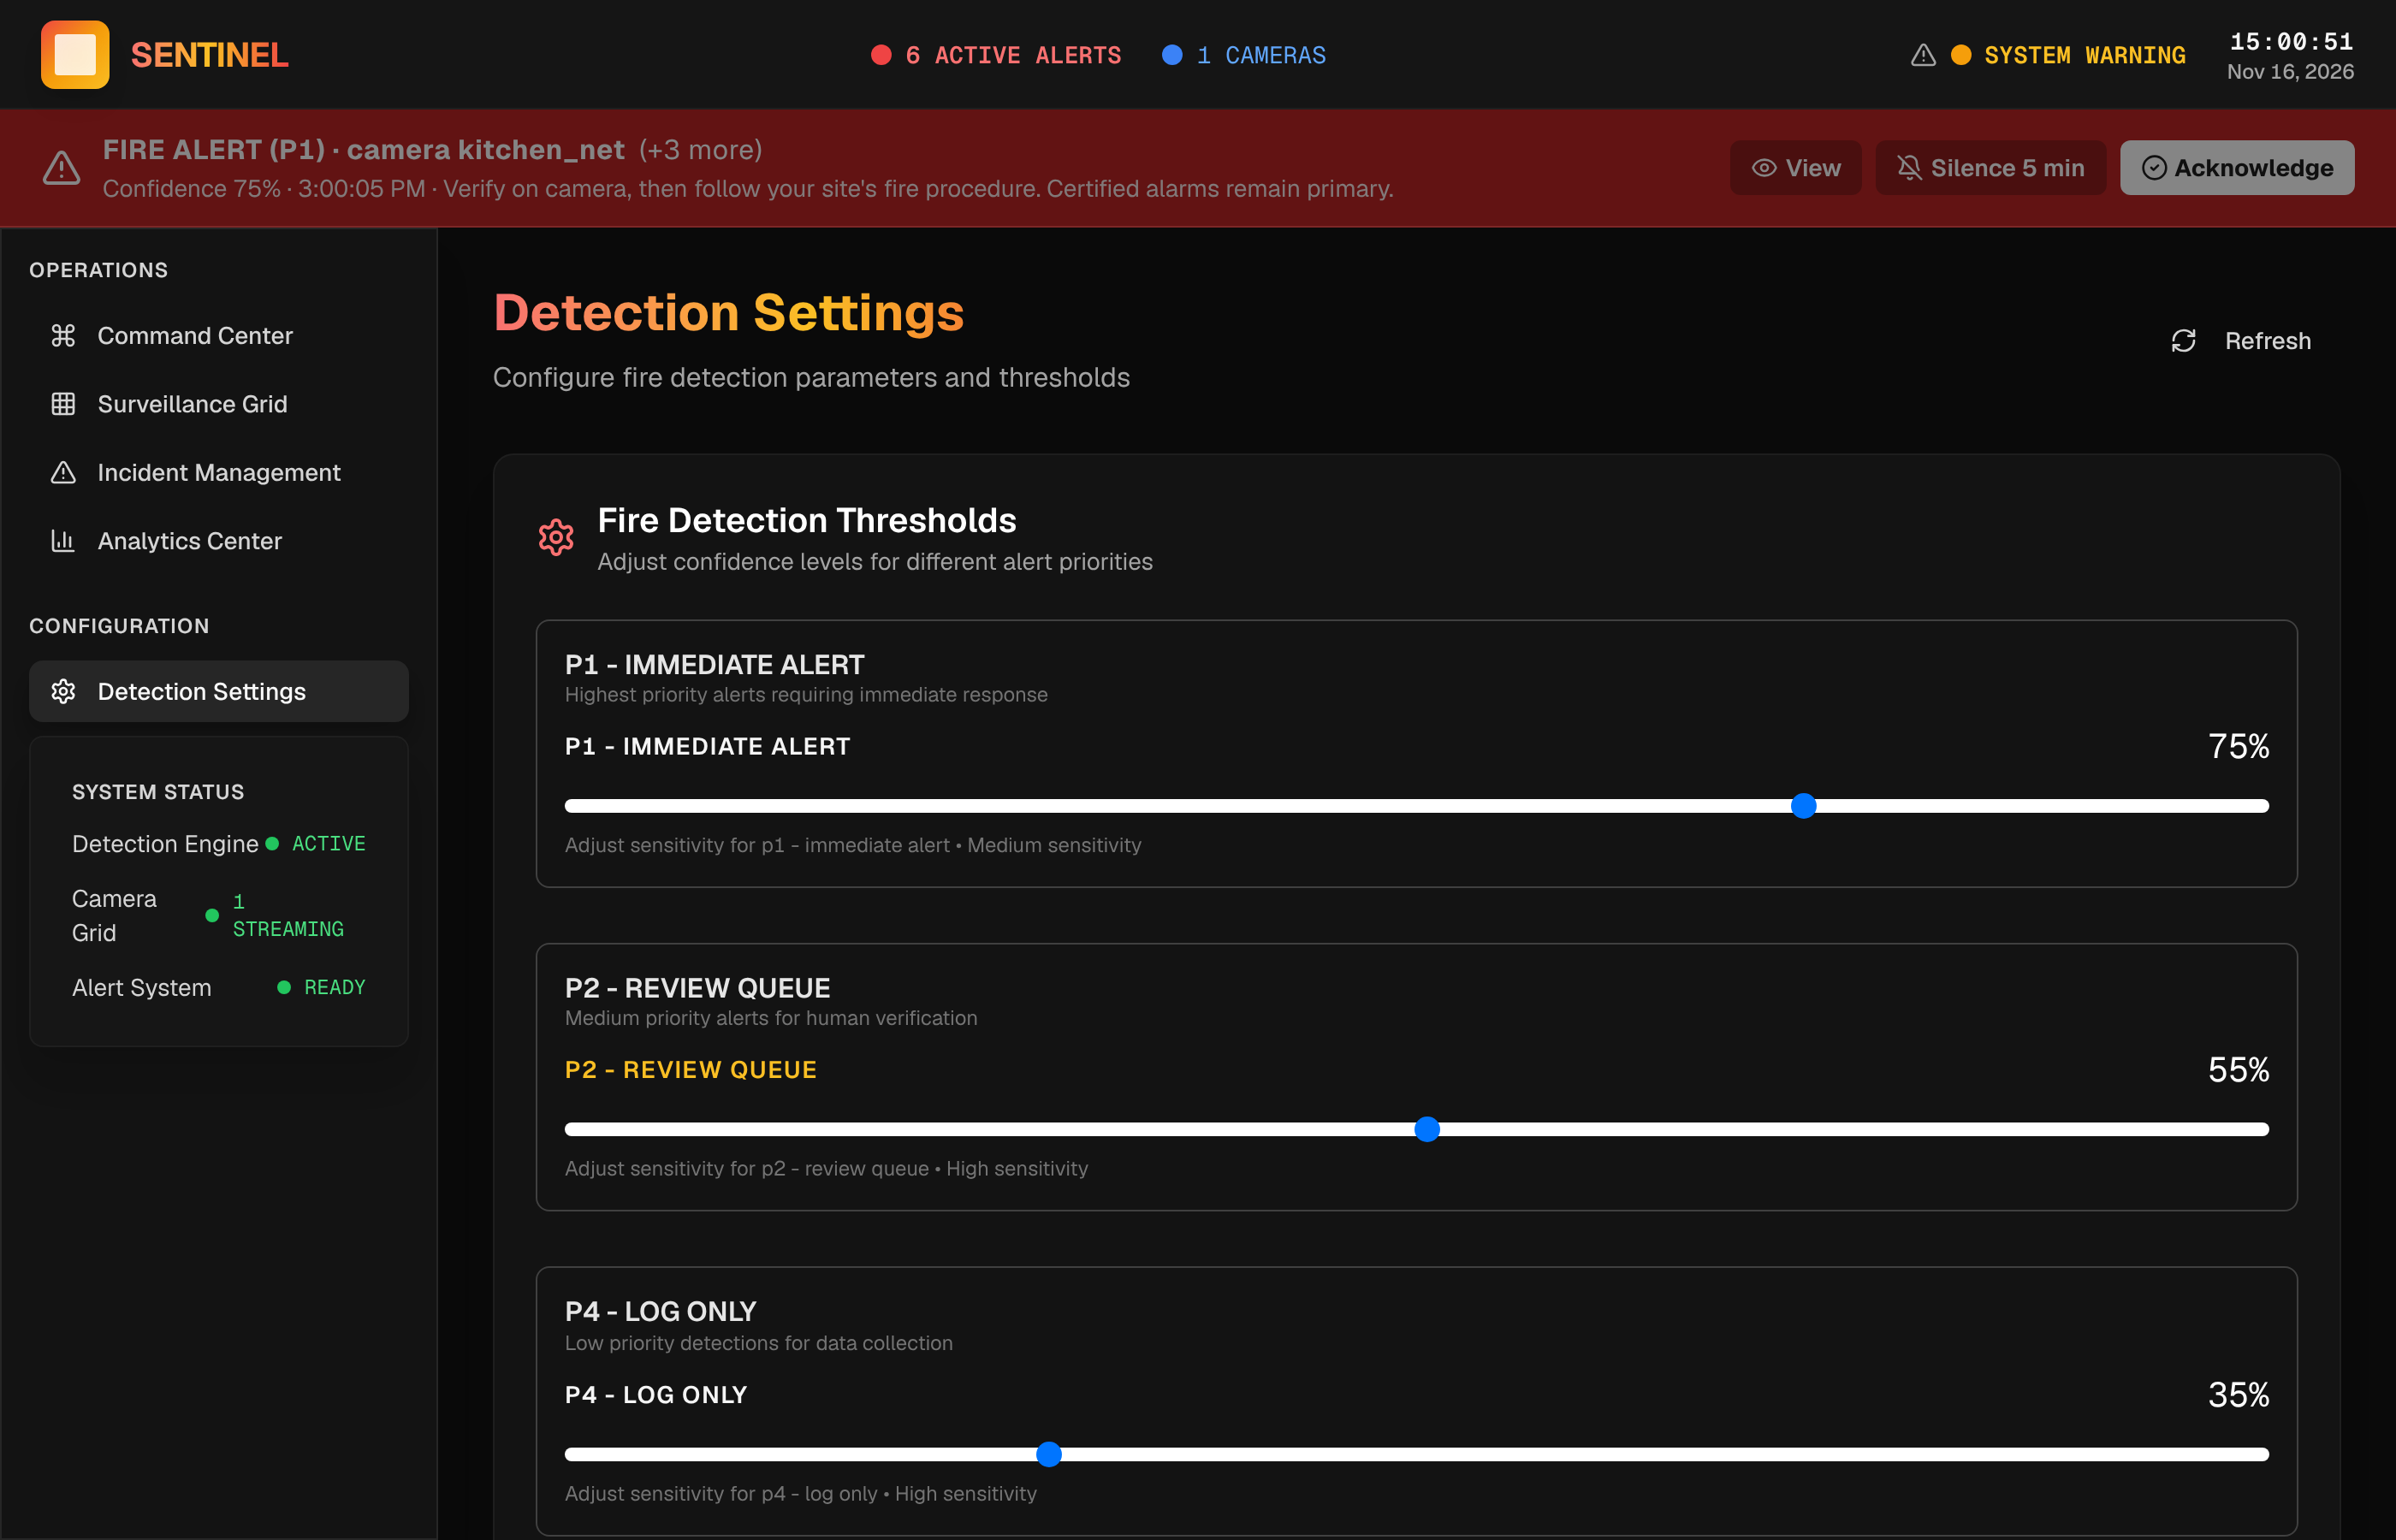 SENTINEL
6 ACTIVE ALERTS
1 CAMERAS
SYSTEM WARNING
15:00:51
Nov 16, 2026
FIRE ALERT (P1) · camera kitchen_net (+3 more)
Confidence 75% · 3:00:05 PM · Verify on camera, then follow your site's fire procedure. Certified alarms remain primary.
View
Silence 5 min
Acknowledge
OPERATIONS
Command Center
Surveillance Grid
Incident Management
Analytics Center
CONFIGURATION
Detection Settings
SYSTEM STATUS
Detection Engine ACTIVE
Camera
Grid
1
STREAMING
Alert System READY
Detection Settings
Configure fire detection parameters and thresholds
Refresh
Fire Detection Thresholds
Adjust confidence levels for different alert priorities
P1 - IMMEDIATE ALERT
Highest priority alerts requiring immediate response
P1 - IMMEDIATE ALERT 75%
Adjust sensitivity for p1 - immediate alert • Medium sensitivity
P2 - REVIEW QUEUE
Medium priority alerts for human verification
P2 - REVIEW QUEUE 55%
Adjust sensitivity for p2 - review queue • High sensitivity
P4 - LOG ONLY
Low priority detections for data collection
P4 - LOG ONLY 35%
Adjust sensitivity for p4 - log only • High sensitivity